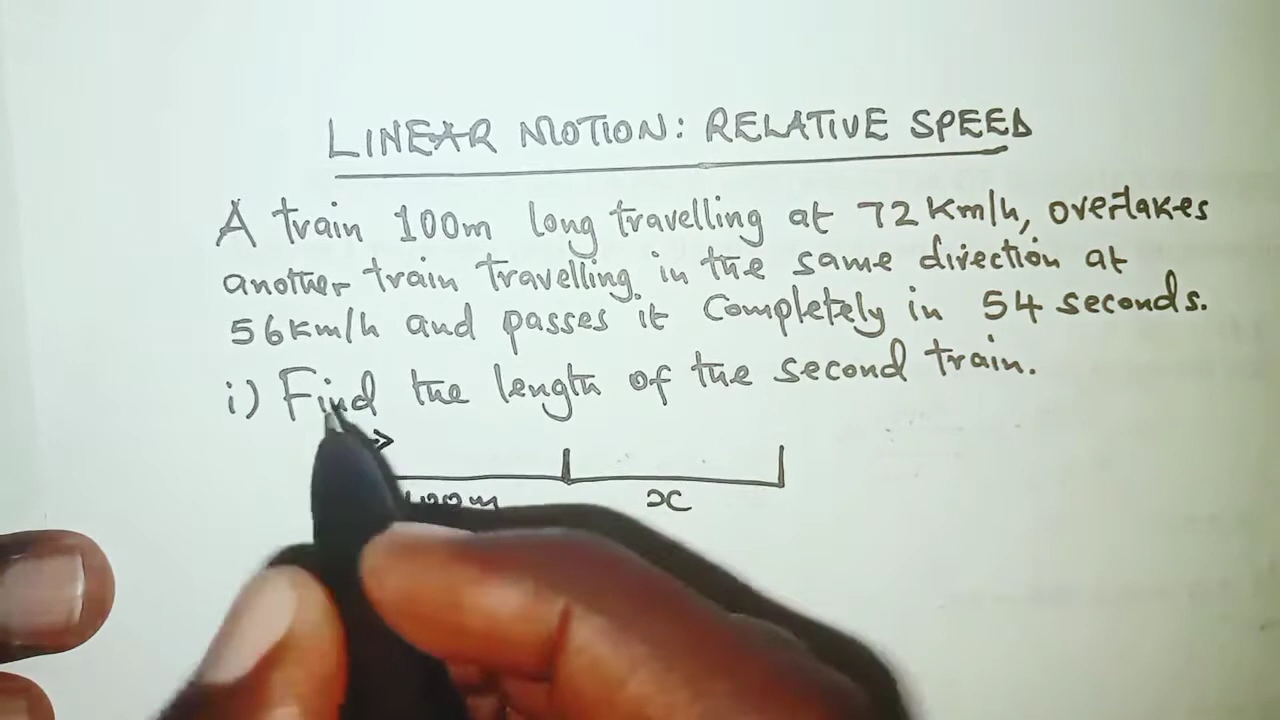 LINEAR MOTION: RELATIVE SPEED
A train 100m long travelling at 72Km/h, overtakes
another train travelling in the same direction at
56Km/h and passes it completely in 54 seconds.
i) Find the length of the second train.
100m x